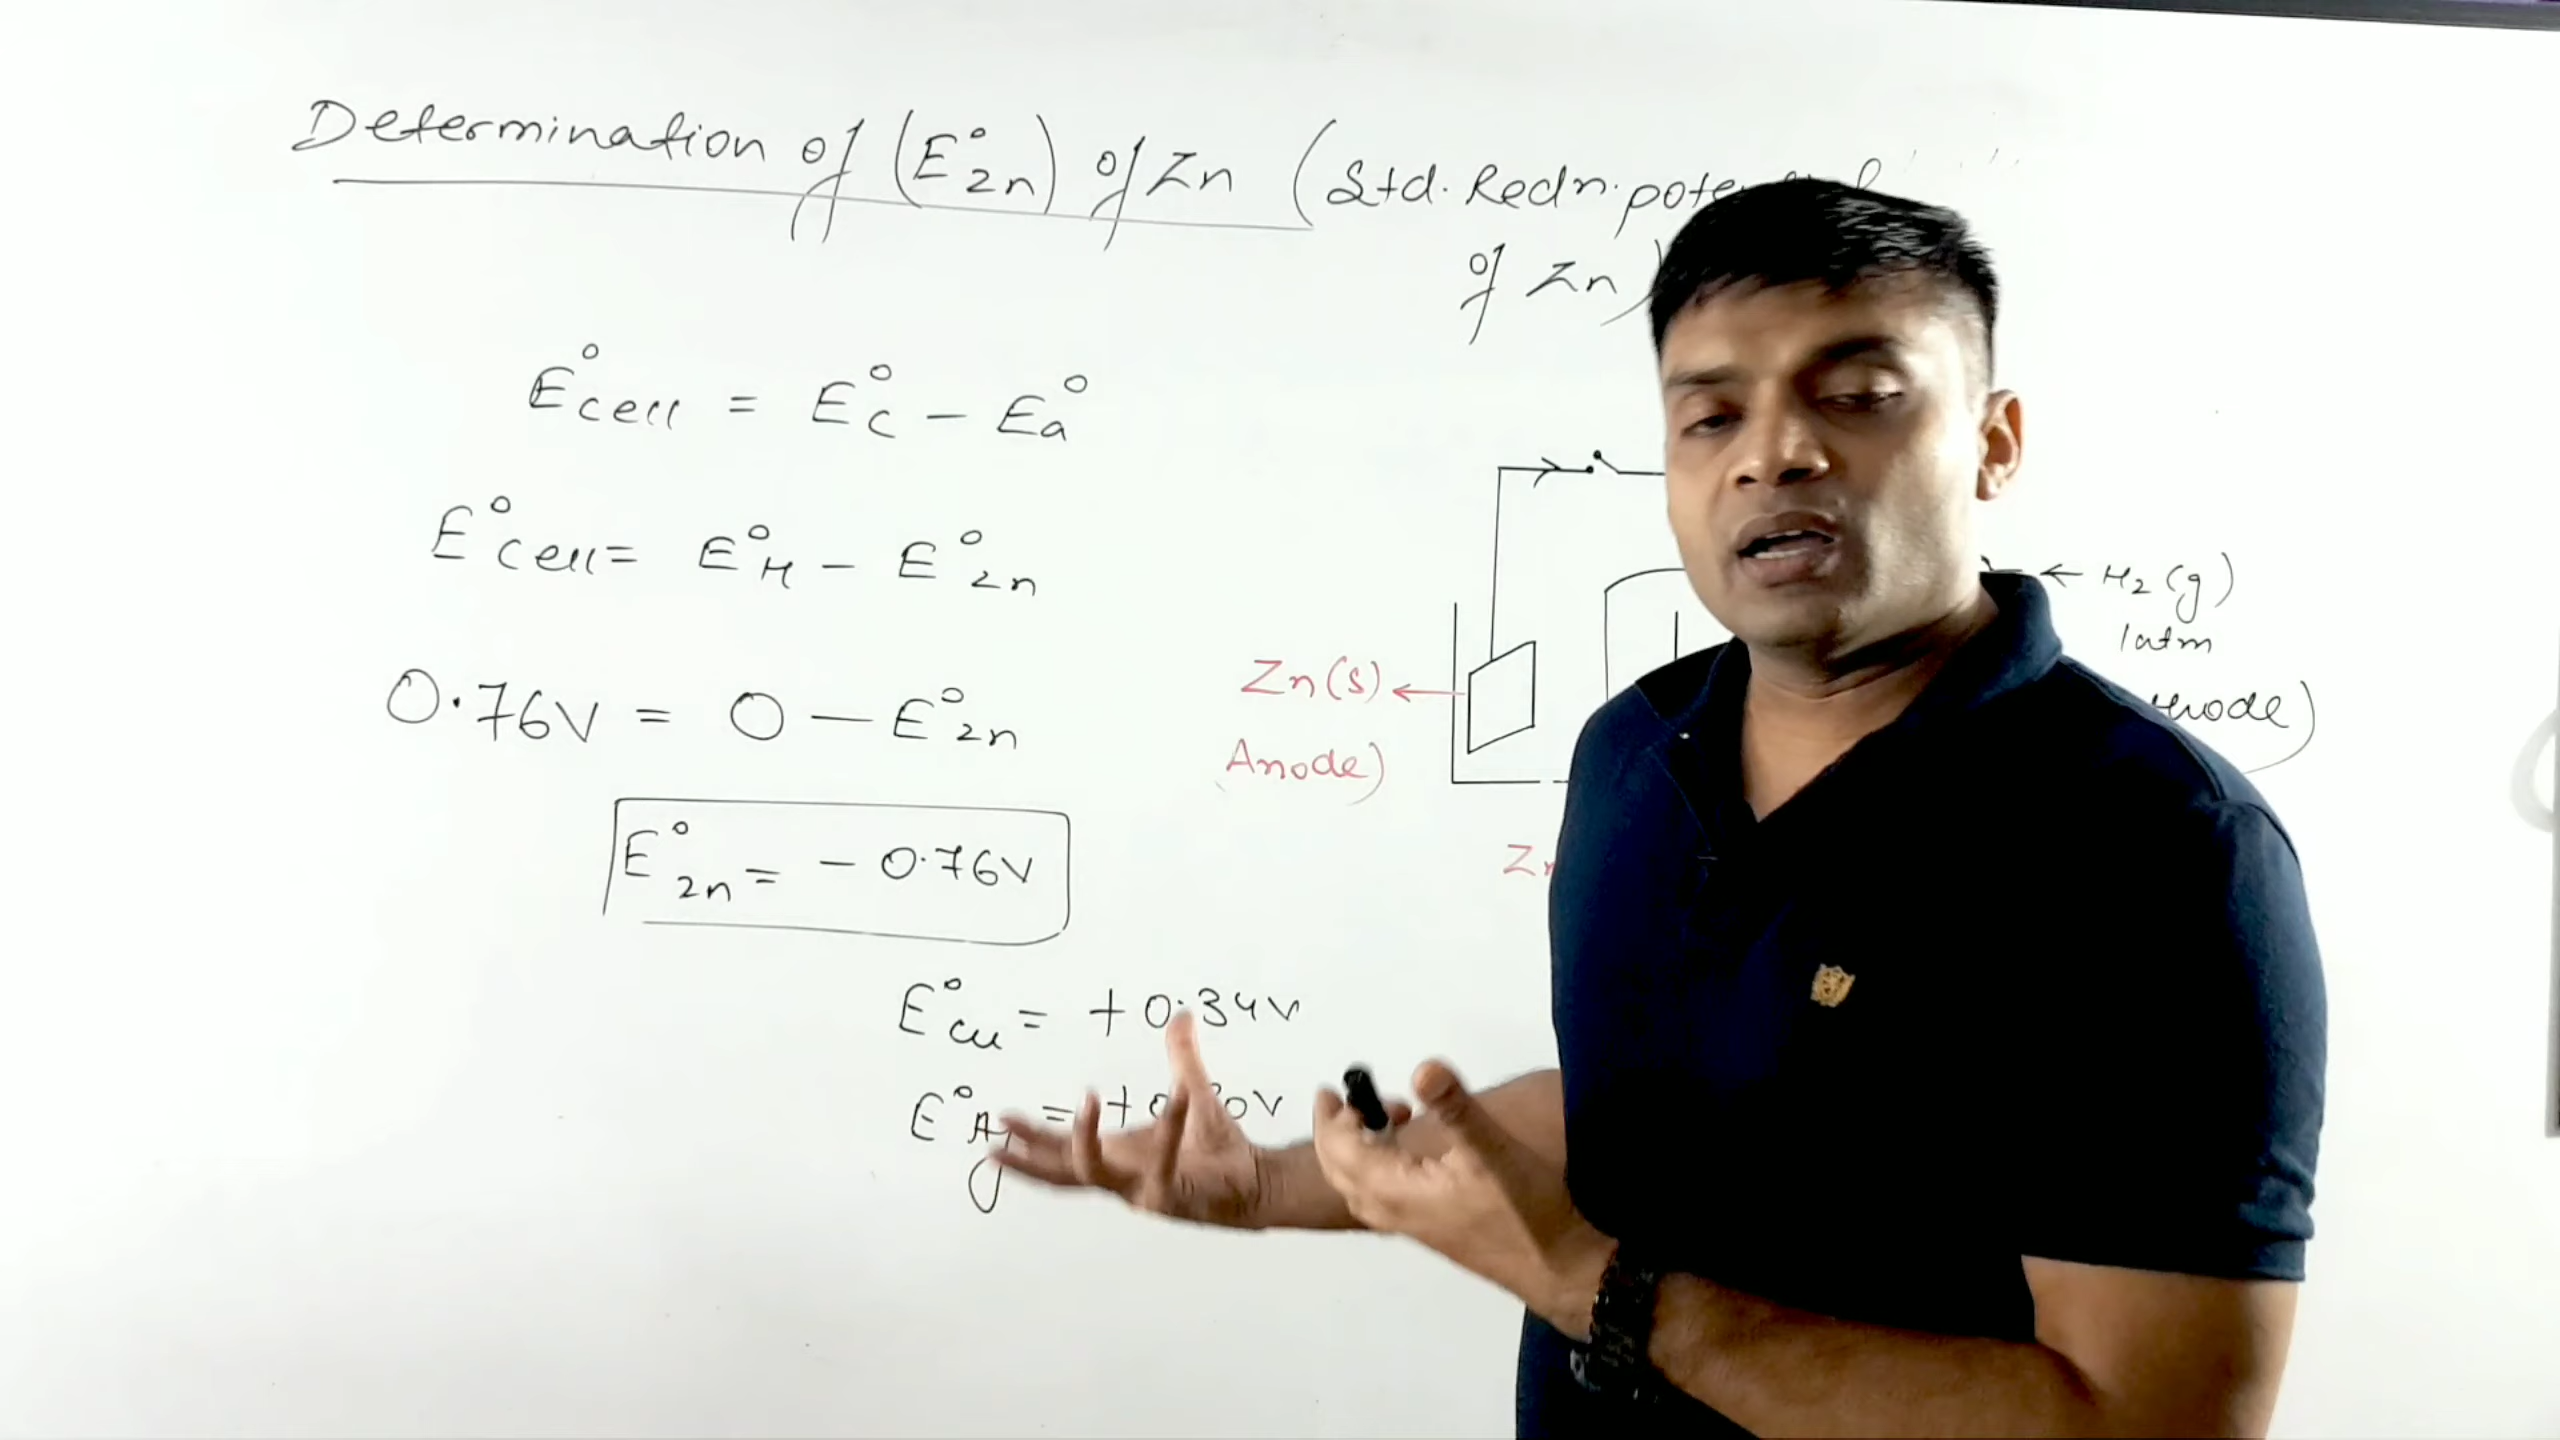 Determination of (E°Zn) of Zn (Std. Redn. potential
of Zn)
E°cell = E°c - E°a
E°cell = E°H - E°Zn
0.76V = 0 - E°Zn
E°Zn = - 0.76V
E°Cu = + 0.34V
E°Ag =
← H2 (g)
1atm
Zn(s) ←
Anode)